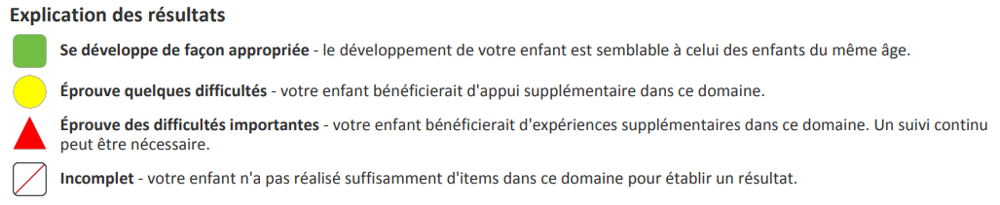 Explication des résultats
Se développe de façon appropriée - le développement de votre enfant est semblable à celui des enfants du même âge.
Éprouve quelques difficultés - votre enfant bénéficierait d'appui supplémentaire dans ce domaine.
Éprouve des difficultés importantes - votre enfant bénéficierait d'expériences supplémentaires dans ce domaine. Un suivi continu
peut être nécessaire.
Incomplet - votre enfant n'a pas réalisé suffisamment d'items dans ce domaine pour établir un résultat.